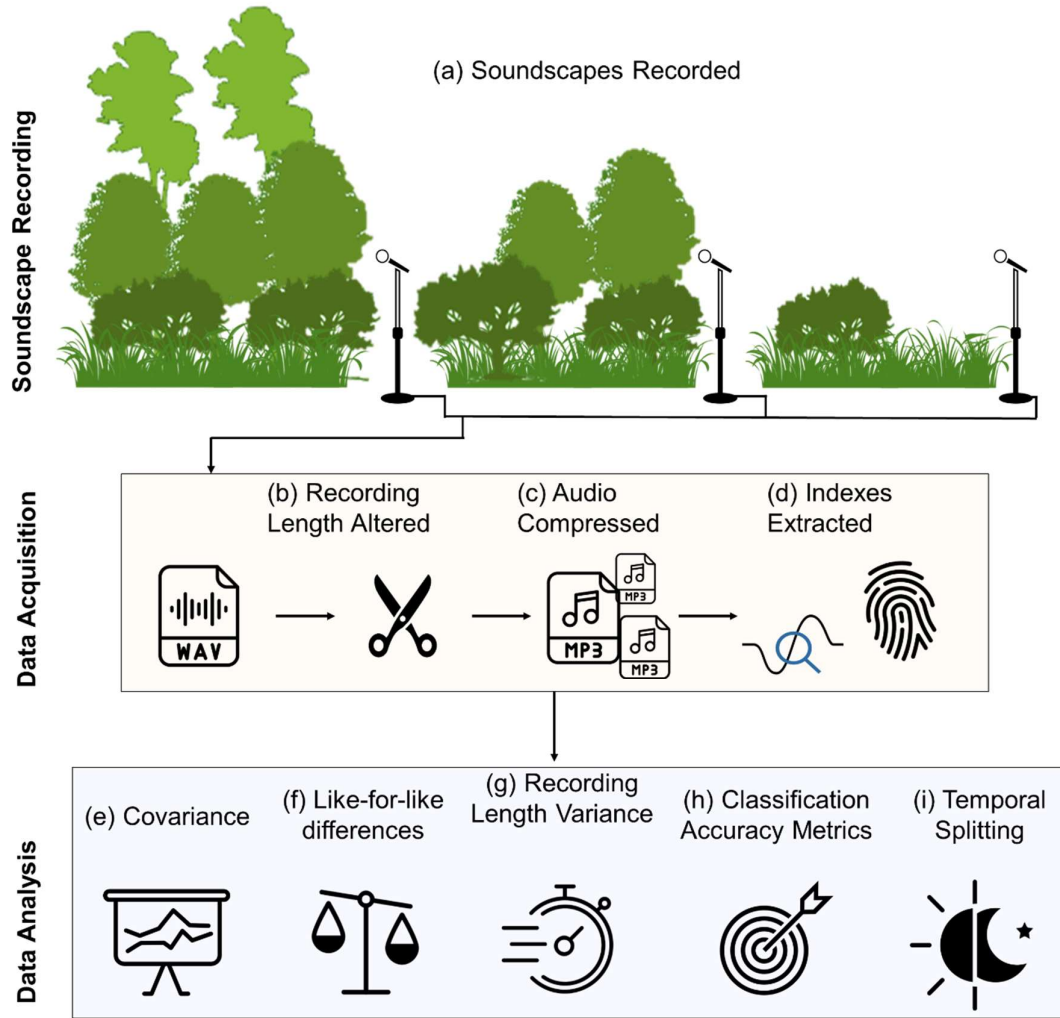 Soundscape Recording
(a) Soundscapes Recorded
Data Acquisition
(b) Recording
Length Altered
(c) Audio
Compressed
(d) Indexes
Extracted
WAV
MP3
MP3
MP3
Data Analysis
(e) Covariance
(f) Like-for-like
differences
(g) Recording
Length Variance
(h) Classification
Accuracy Metrics
(i) Temporal
Splitting